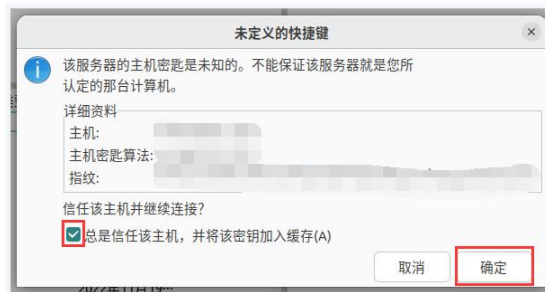 未定义的快捷键
该服务器的主机密匙是未知的。不能保证该服务器就是您所
认定的那台计算机。
详细资料
主机:
主机密匙算法:
指纹:
信任该主机并继续连接?
总是信任该主机，并将该密钥加入缓存(A)
取消
确定